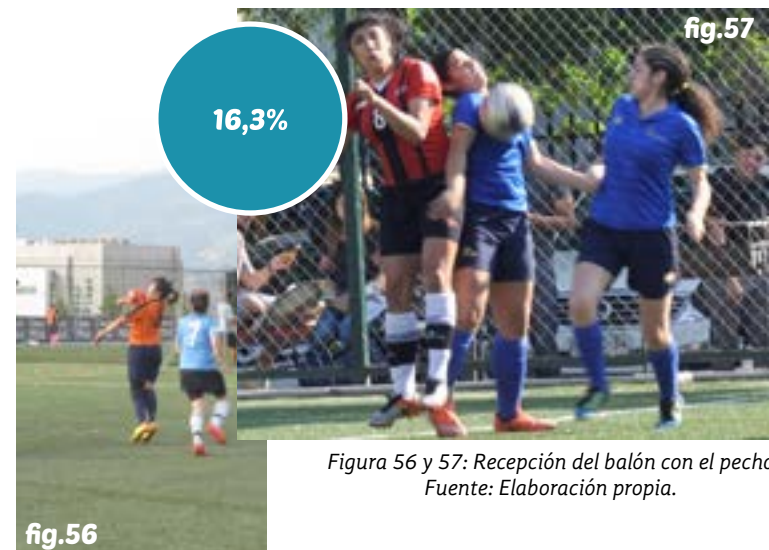 fig.57
16,3%
Figura 56 y 57: Recepción del balón con el pecho
Fuente: Elaboración propia.
fig.56